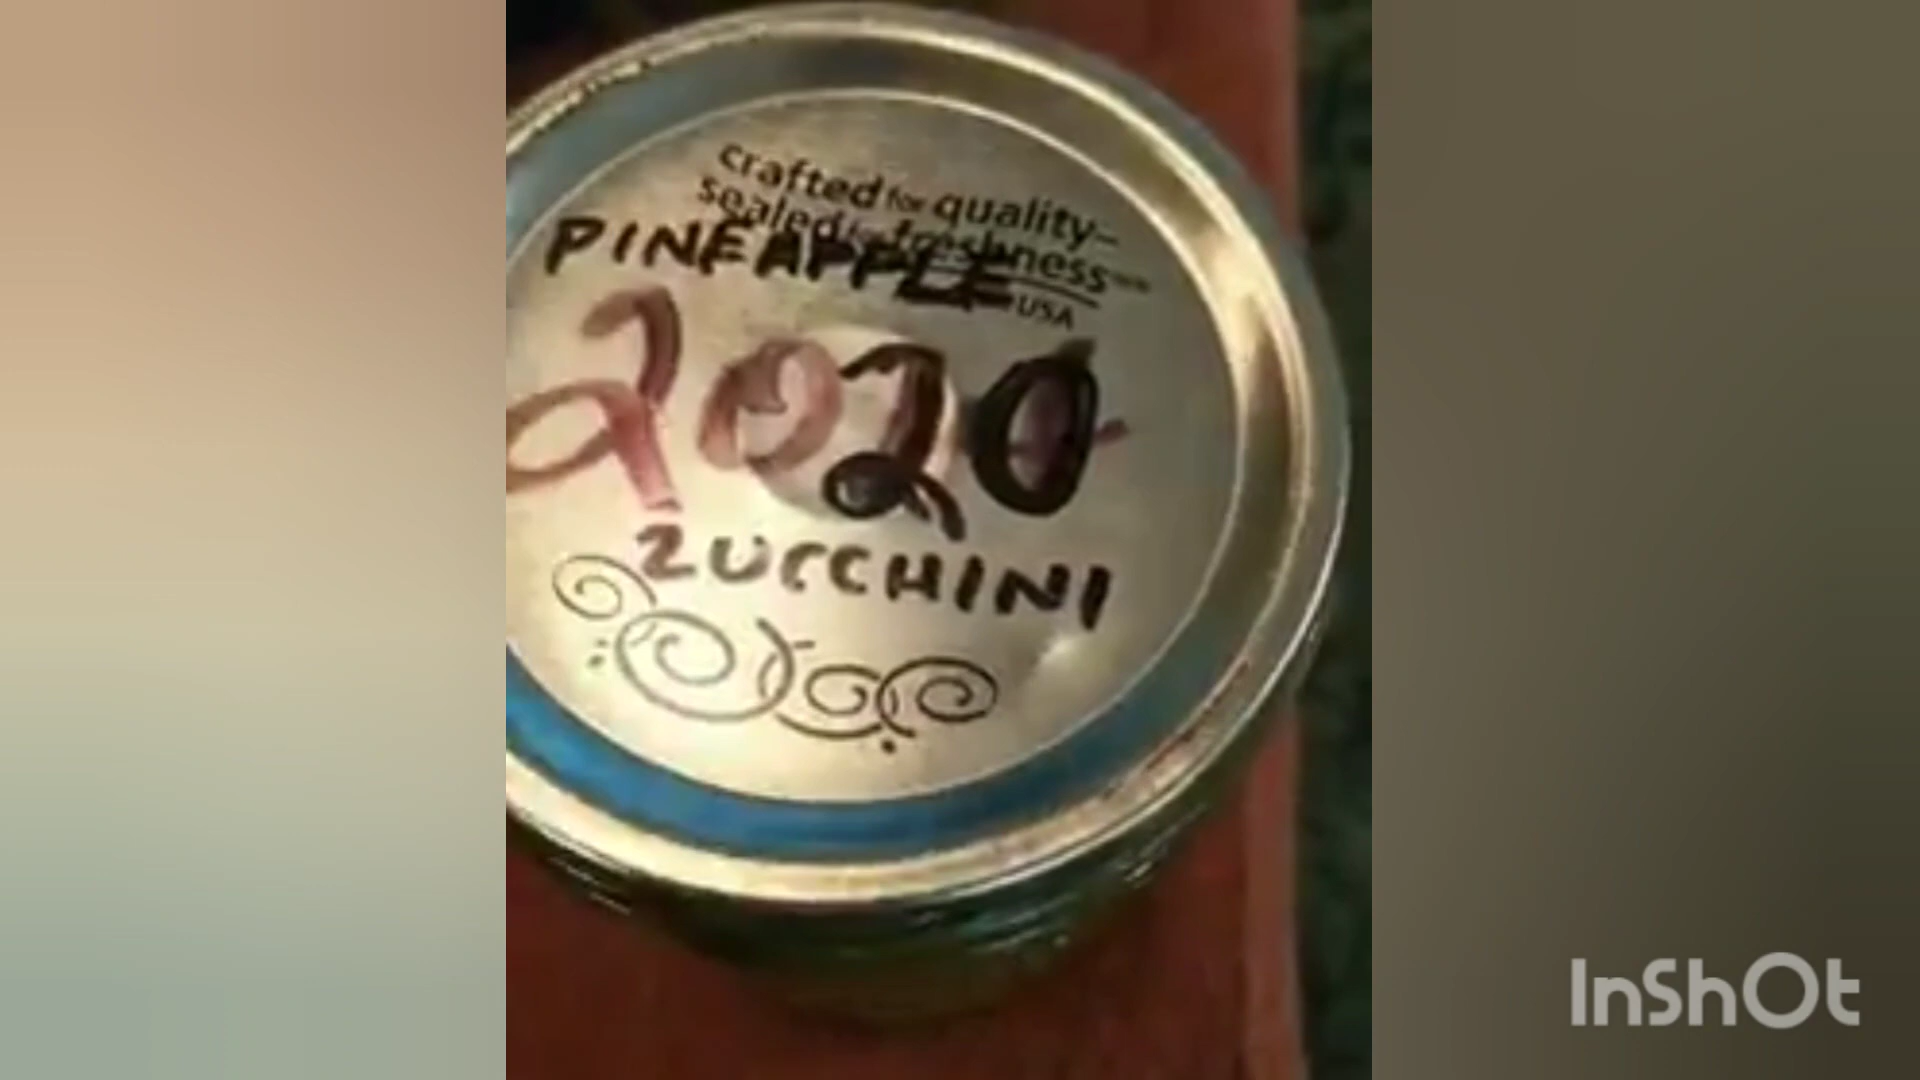 crafted for quality–
sealed for freshness
PINEAPPLE
USA
2020
ZUCCHINI
InShOt